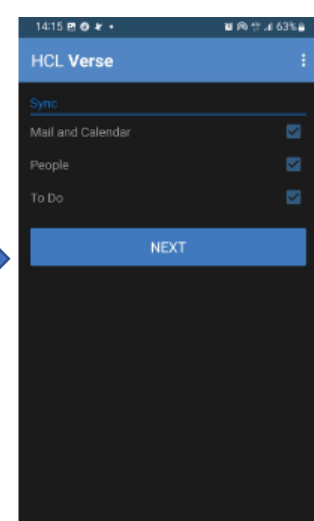 14:15 63%
HCL Verse
Sync
Mail and Calendar
People
To Do
NEXT